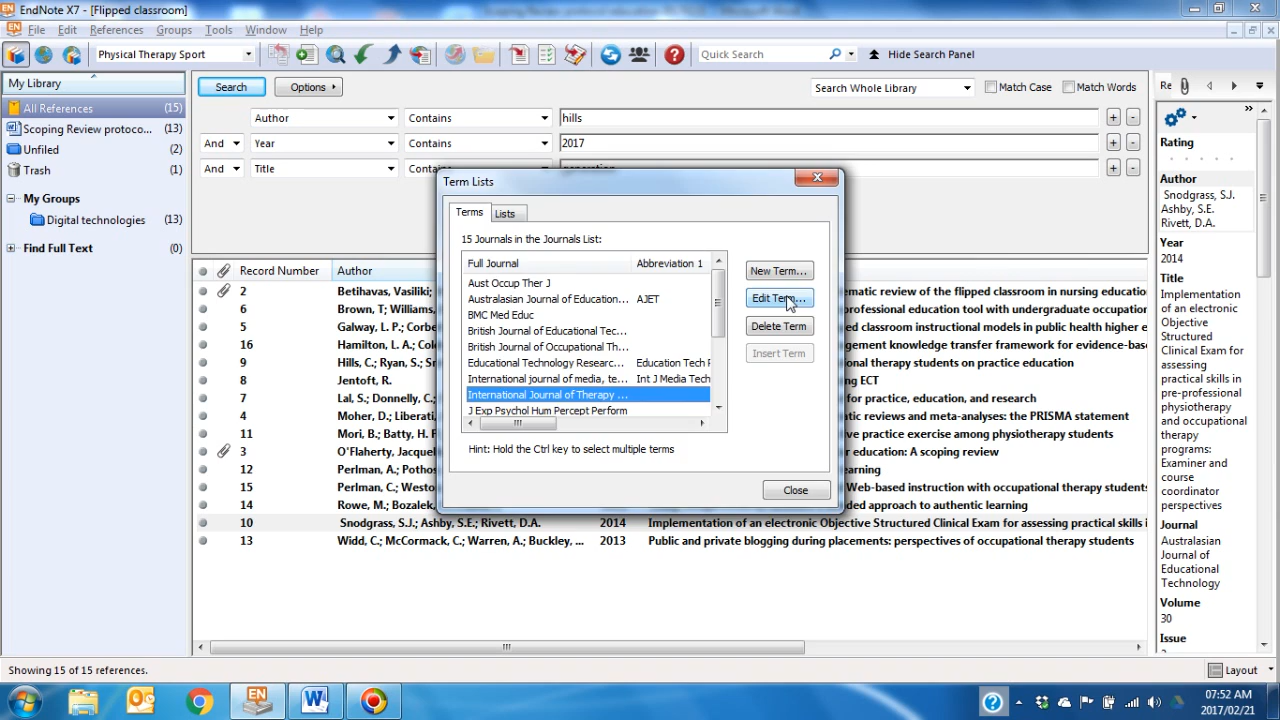 EndNote X7 - [Flipped classroom]
File Edit References Groups Tools Window Help
Physical Therapy Sport
Quick Search
Hide Search Panel
My Library
All References (15)
Scoping Review protoco... (13)
Unfiled (2)
Trash (1)
My Groups
Digital technologies (13)
Find Full Text (0)
Search Options Search Whole Library Match Case Match Words
Author Contains hills
And Year Contains 2017
And Title
Term Lists
Terms Lists
15 Journals in the Journals List:
Full Journal Abbreviation 1
Aust Occup Ther J
Australasian Journal of Education... AJET
BMC Med Educ
British Journal of Educational Tec...
British Journal of Occupational Th...
Educational Technology Researc... Education Tech
International journal of media, te... Int J Media Tech
International Journal of Therapy ...
J Exp Psychol Hum Percept Perform
New Term...
Edit Term...
Delete Term
Insert Term
Hint: Hold the Ctrl key to select multiple terms
Close
Record Number Author
2 Betihavas, Vasiliki; ematic review of the flipped classroom in nursing educatio
6 Brown, T; Williams, professional education tool with undergraduate occupation
5 Galway, L. P.; Corbe ed classroom instructional models in public health higher e
16 Hamilton, L.; agement knowledge transfer framework for evidence-base
9 Hills, C.; Ryan, S.; ational therapy students on practice education
8 Jentoft, R. ing ECT
7 Lal, S.; Donnelly, C.; for practice, education, and research
4 Moher, D.; Liberati, atic reviews and meta-analyses: the PRISMA statement
11 Mori, B.; Batty, H. F ve practice exercise among physiotherapy students
3 O'Flaherty, Jacquel education: A scoping review
12 Perlman, A.; Pothos earning
15 Perlman, C.; Westo Web-based instruction with occupational therapy students
14 Rowe, M.; Bozalek, ded approach to authentic learning
10 Snodgrass, S.J.; Ashby, S.E.; Rivett, D.A. 2014 Implementation of an electronic Objective Structured Clinical Exam for assessing practical skills i
13 Widd, C.; McCormack, C.; Warren, A.; Buckley, ... 2013 Public and private blogging during placements: perspectives of occupational therapy students
Re
Rating
Author
Snodgrass, S.J.
Ashby, S.E.
Rivett, D.A.
Year
2014
Title
Implementation
of an electronic
Objective
Structured
Clinical Exam for
assessing
practical skills in
pre-professional
physiotherapy
and occupational
therapy
programs:
Examiner and
course
coordinator
perspectives
Journal
Australasian
Journal of
Educational
Technology
Volume
30
Issue
Showing 15 of 15 references.
Layout
07:52 AM
2017/02/21